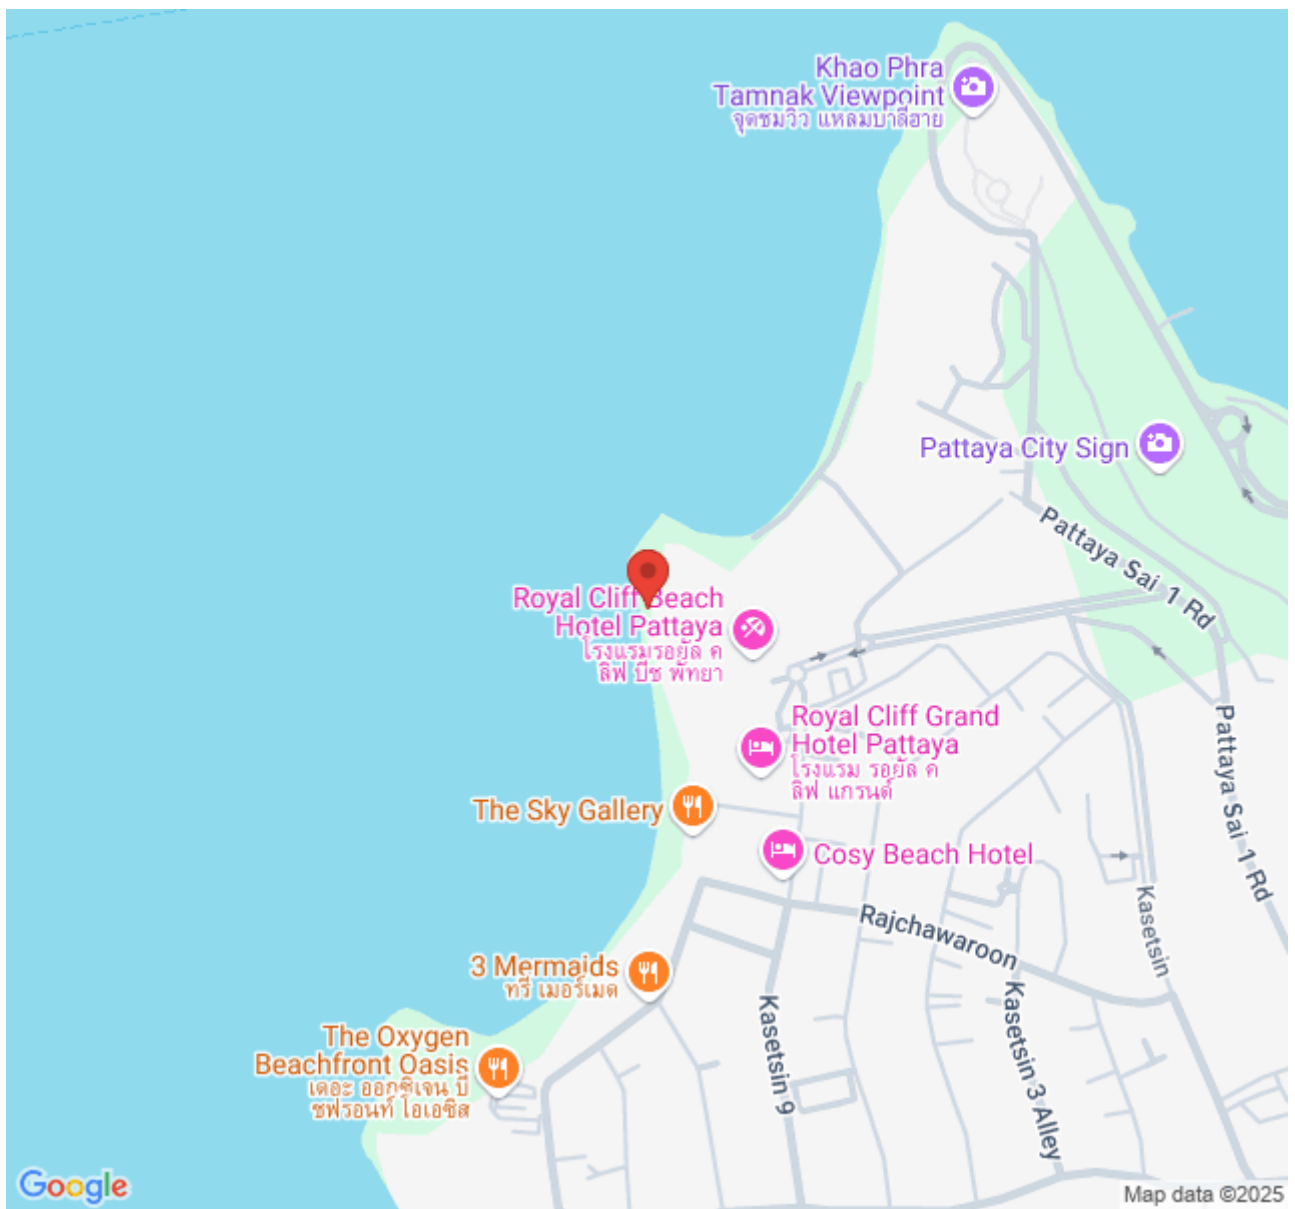 Khao Phra
Tamnak Viewpoint
จุดชมวิว แหลมบาลีฮาย
Pattaya City Sign
Pattaya Sai 1 Rd
Royal Cliff Beach
Hotel Pattaya
โรงแรมรอยัล ค
ลิฟ บีช พัทยา
Royal Cliff Grand
Hotel Pattaya
โรงแรม รอยัล ค
ลิฟ แกรนด์
Pattaya Sai 1 Rd
The Sky Gallery
Cosy Beach Hotel
Rajchawaroon
Kasetsin
3 Mermaids
ทรี เมอร์เมด
Kasetsin 9
Kasetsin 3 Alley
The Oxygen
Beachfront Oasis
เดอะ ออกซิเจน บี
ชฟรอนท์ โอเอซิส
Google
Map data ©2025